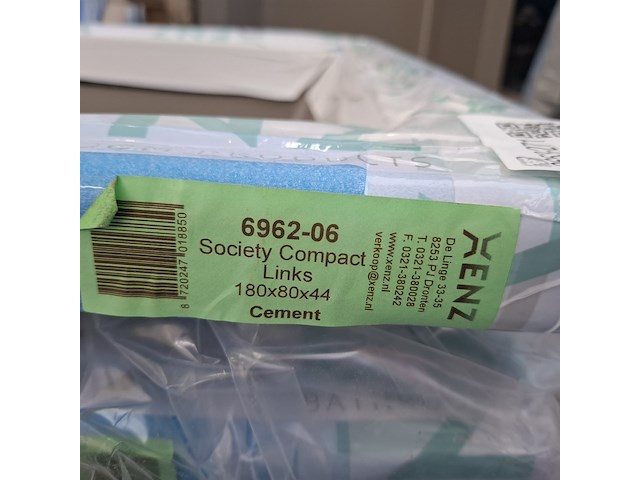 6962-06
Society Compact
Links
180x80x44
Cement
8 720247 018850
XENZ
De Linge 33-35
8253 PJ Dronten
T. 0321-380028
F. 0321-380242
www.xenz.nl
verkoop@xenz.nl